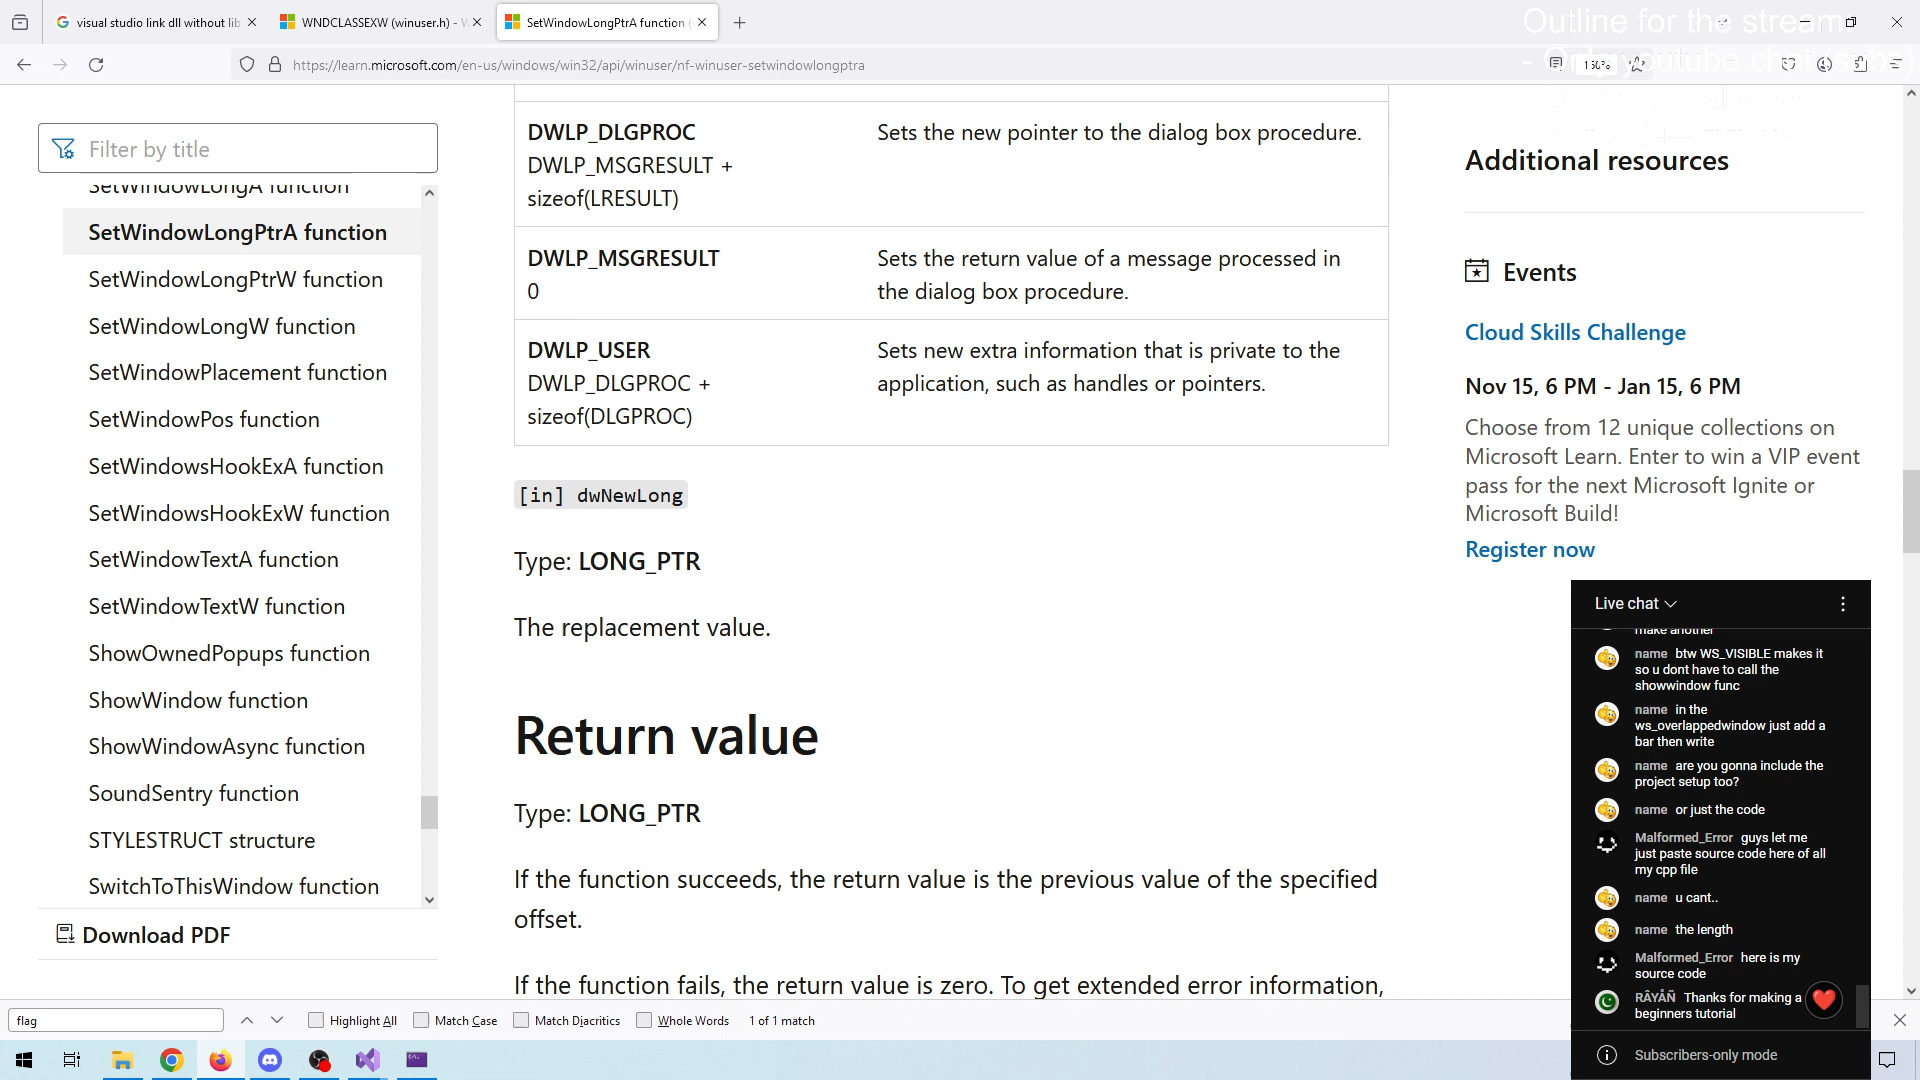 visual studio link dll without lib
WNDCLASSEXW (winuser.h) -
SetWindowLongPtrA function
Outline for the stream:
https://learn.microsoft.com/en-us/windows/win32/api/winuser/nf-winuser-setwindowlongptra
150%
Filter by title
SetWindowLongA function
SetWindowLongPtrA function
SetWindowLongPtrW function
SetWindowLongW function
SetWindowPlacement function
SetWindowPos function
SetWindowsHookExA function
SetWindowsHookExW function
SetWindowTextA function
SetWindowTextW function
ShowOwnedPopups function
ShowWindow function
ShowWindowAsync function
SoundSentry function
STYLESTRUCT structure
SwitchToThisWindow function
Download PDF
DWLP_DLGPROC
DWLP_MSGRESULT +
sizeof(LRESULT)
Sets the new pointer to the dialog box procedure.
DWLP_MSGRESULT
0
Sets the return value of a message processed in
the dialog box procedure.
DWLP_USER
DWLP_DLGPROC +
sizeof(DLGPROC)
Sets new extra information that is private to the
application, such as handles or pointers.
[in] dwNewLong
Type: LONG_PTR
The replacement value.
Return value
Type: LONG_PTR
If the function succeeds, the return value is the previous value of the specified
offset.
If the function fails, the return value is zero. To get extended error information,
Additional resources
Events
Cloud Skills Challenge
Nov 15, 6 PM - Jan 15, 6 PM
Choose from 12 unique collections on
Microsoft Learn. Enter to win a VIP event
pass for the next Microsoft Ignite or
Microsoft Build!
Register now
Live chat
make another
name btw WS_VISIBLE makes it
so u dont have to call the
showwindow func
name in the
ws_overlappedwindow just add a
bar then write
name are you gonna include the
project setup too?
name or just the code
Malformed_Error guys let me
just paste source code here of all
my cpp file
name u cant..
name the length
Malformed_Error here is my
source code
RÂYÅÑ Thanks for making a
beginners tutorial
Subscribers-only mode
flag
Highlight All
Match Case
Match Diacritics
Whole Words
1 of 1 match